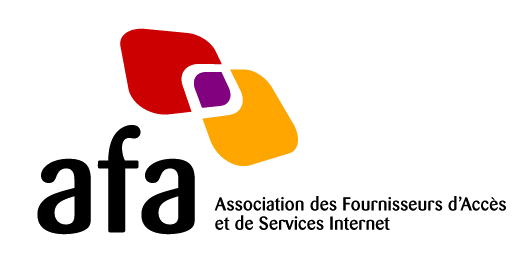 afa
Association des Fournisseurs d'Accès
et de Services Internet